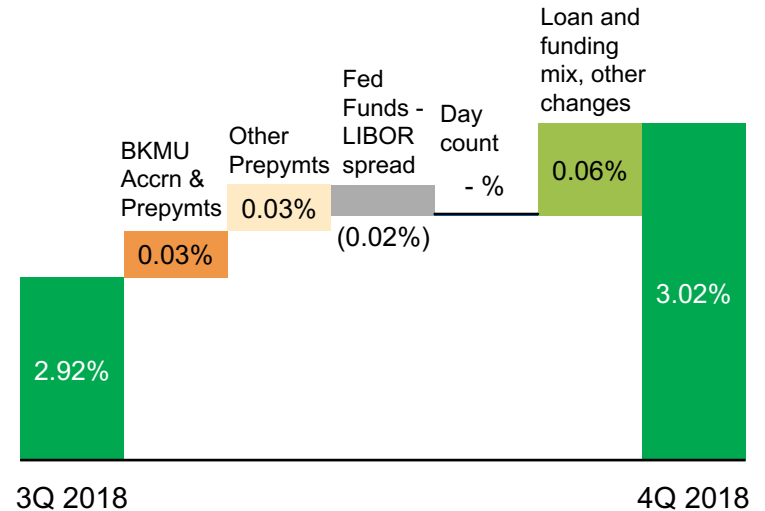 Loan and
funding
mix, other
changes
Fed
Funds -
LIBOR
spread
Day
count
Other
Prepymts
BKMU
Accrn &
Prepymts
- %
0.06%
0.03%
(0.02%)
0.03%
3.02%
2.92%
3Q 2018
4Q 2018